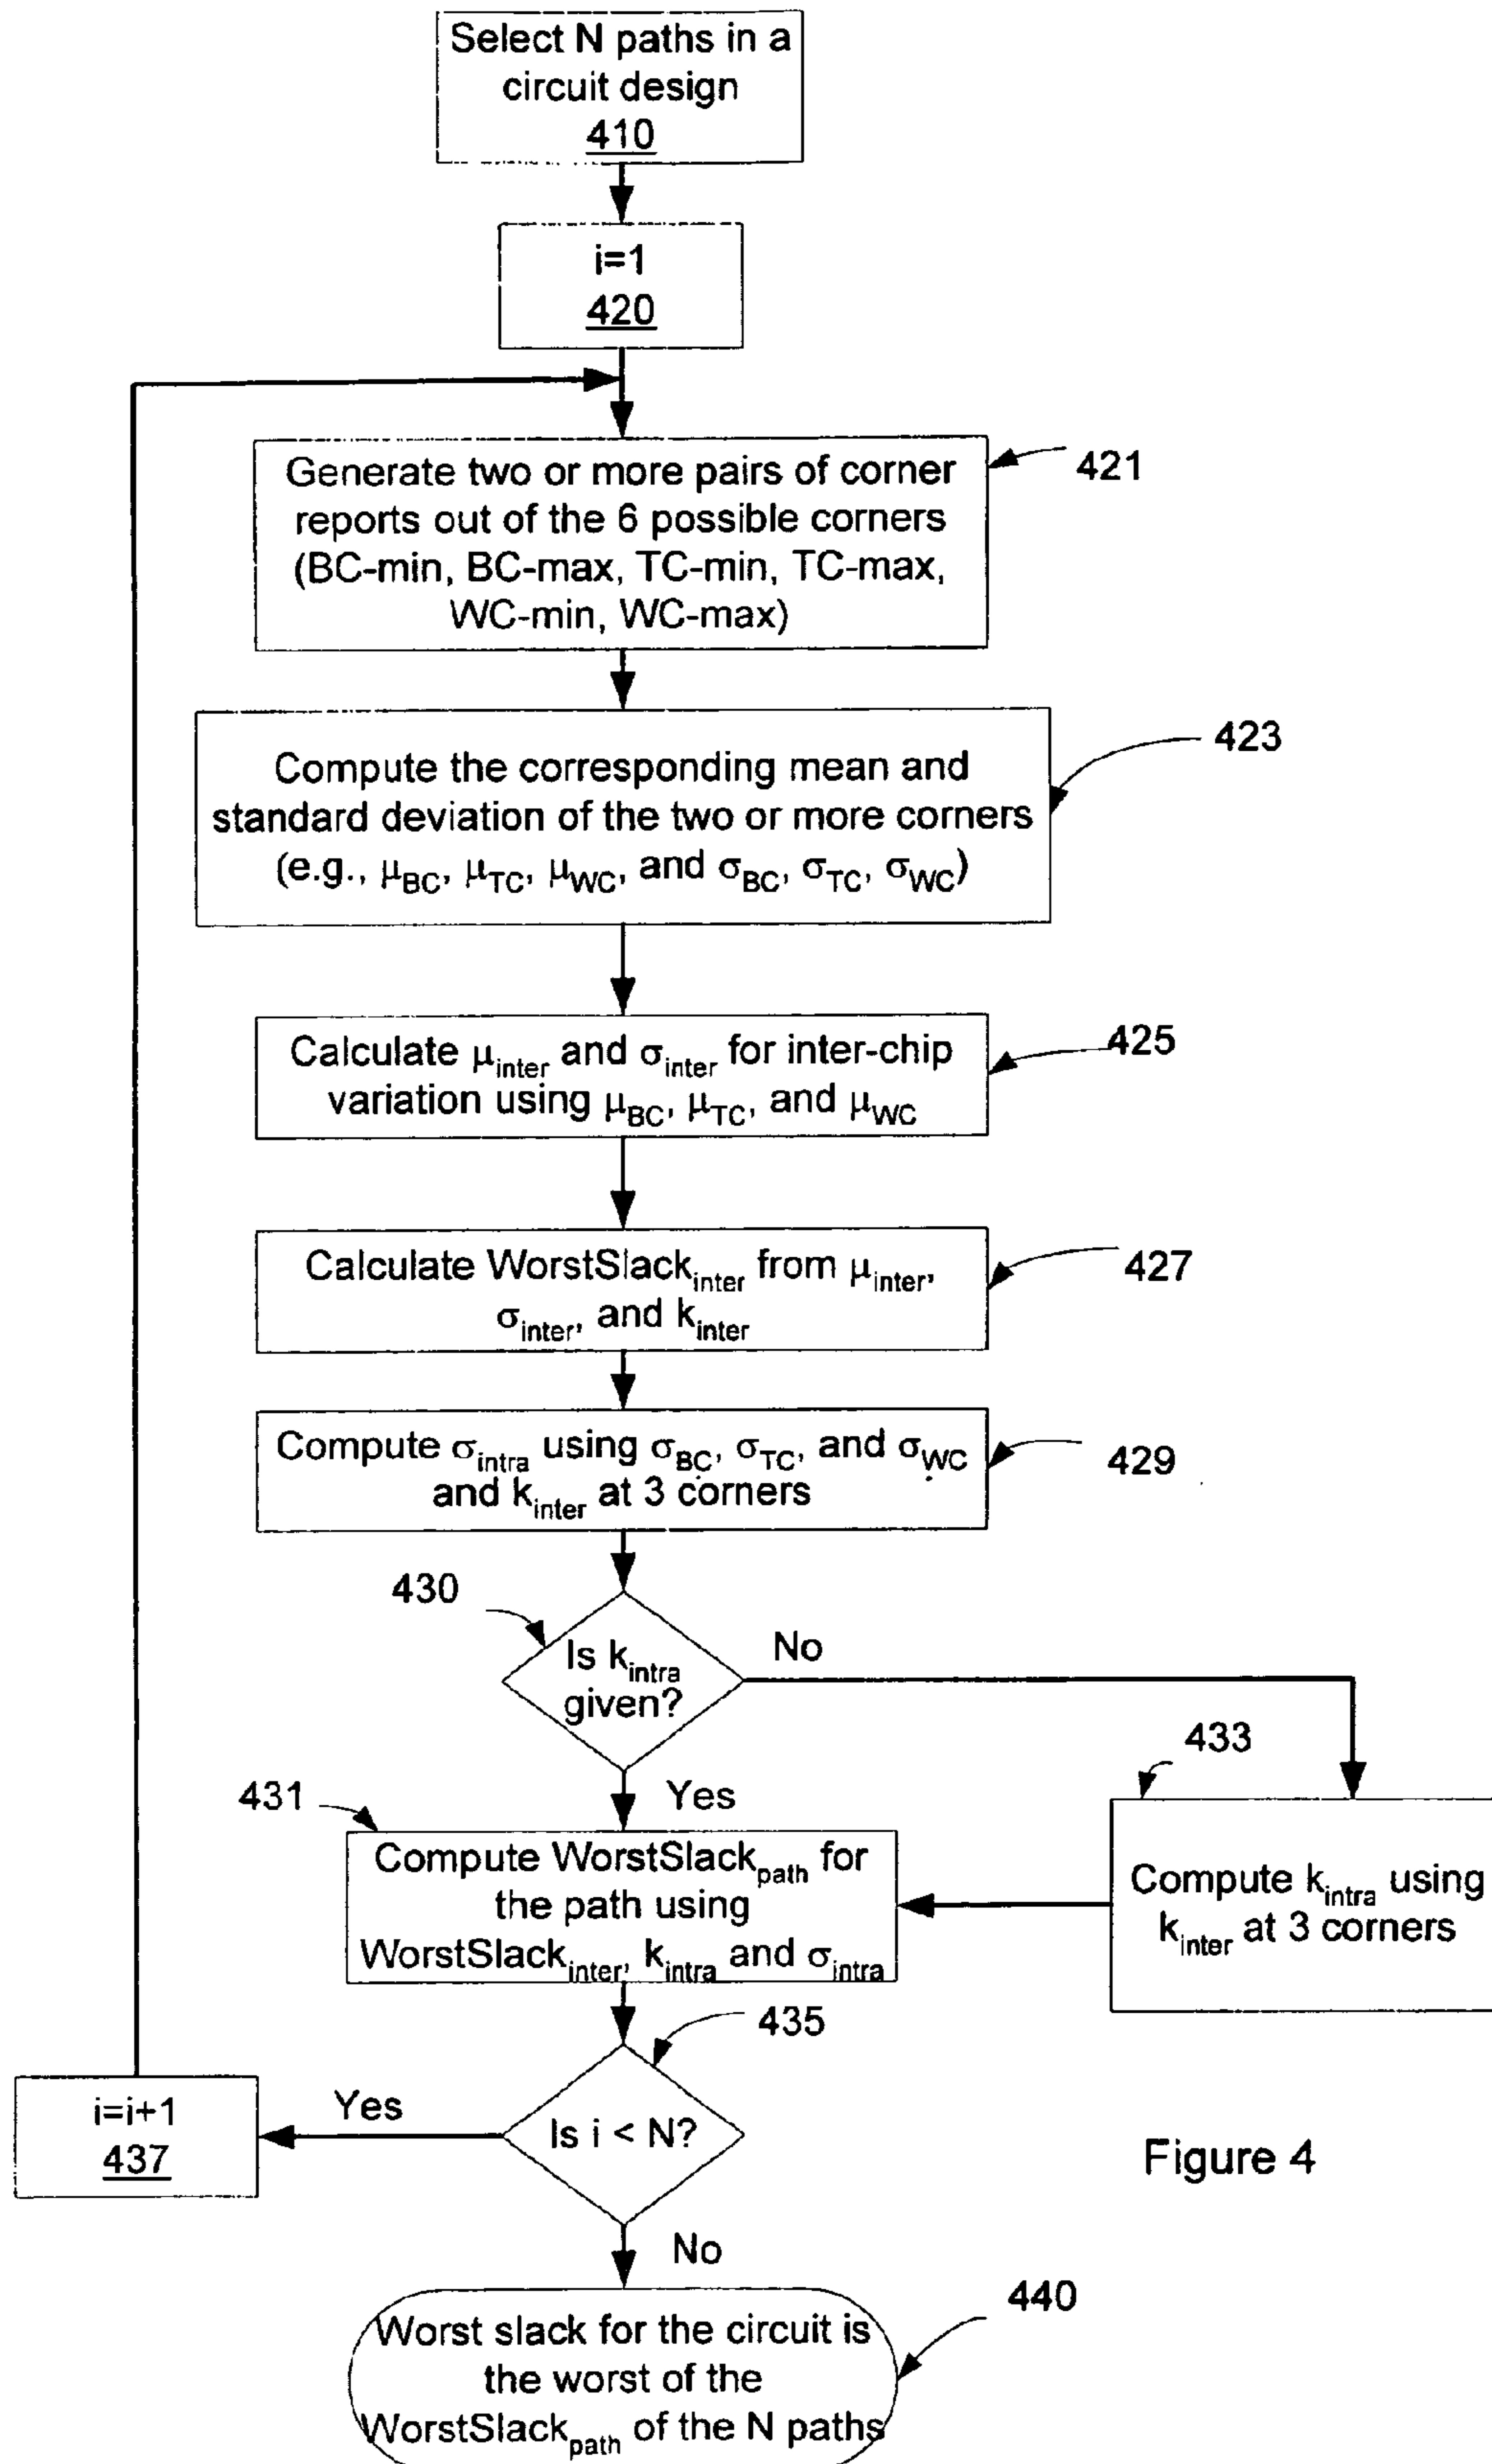 Select N paths in a
circuit design
410
i=1
420
Generate two or more pairs of corner
reports out of the 6 possible corners
(BC-min, BC-max, TC-min, TC-max,
WC-min, WC-max)
421
Compute the corresponding mean and
standard deviation of the two or more corners
(e.g., μBC, μTC, μWC, and σBC, σTC, σWC)
423
Calculate μinter and σinter for inter-chip
variation using μBC, μTC, and μWC
425
Calculate WorstSlackinter from μinter,
σinter, and kinter
427
Compute σintra using σBC, σTC, and σWC
and kinter at 3 corners
429
430
Is kintra
given?
No
Yes
433
Compute kintra using
kinter at 3 corners
431
Compute WorstSlackpath for
the path using
WorstSlackinter, kintra and σintra
435
Is i < N?
Yes
i=i+1
437
No
Figure 4
440
Worst slack for the circuit is
the worst of the
WorstSlackpath of the N paths